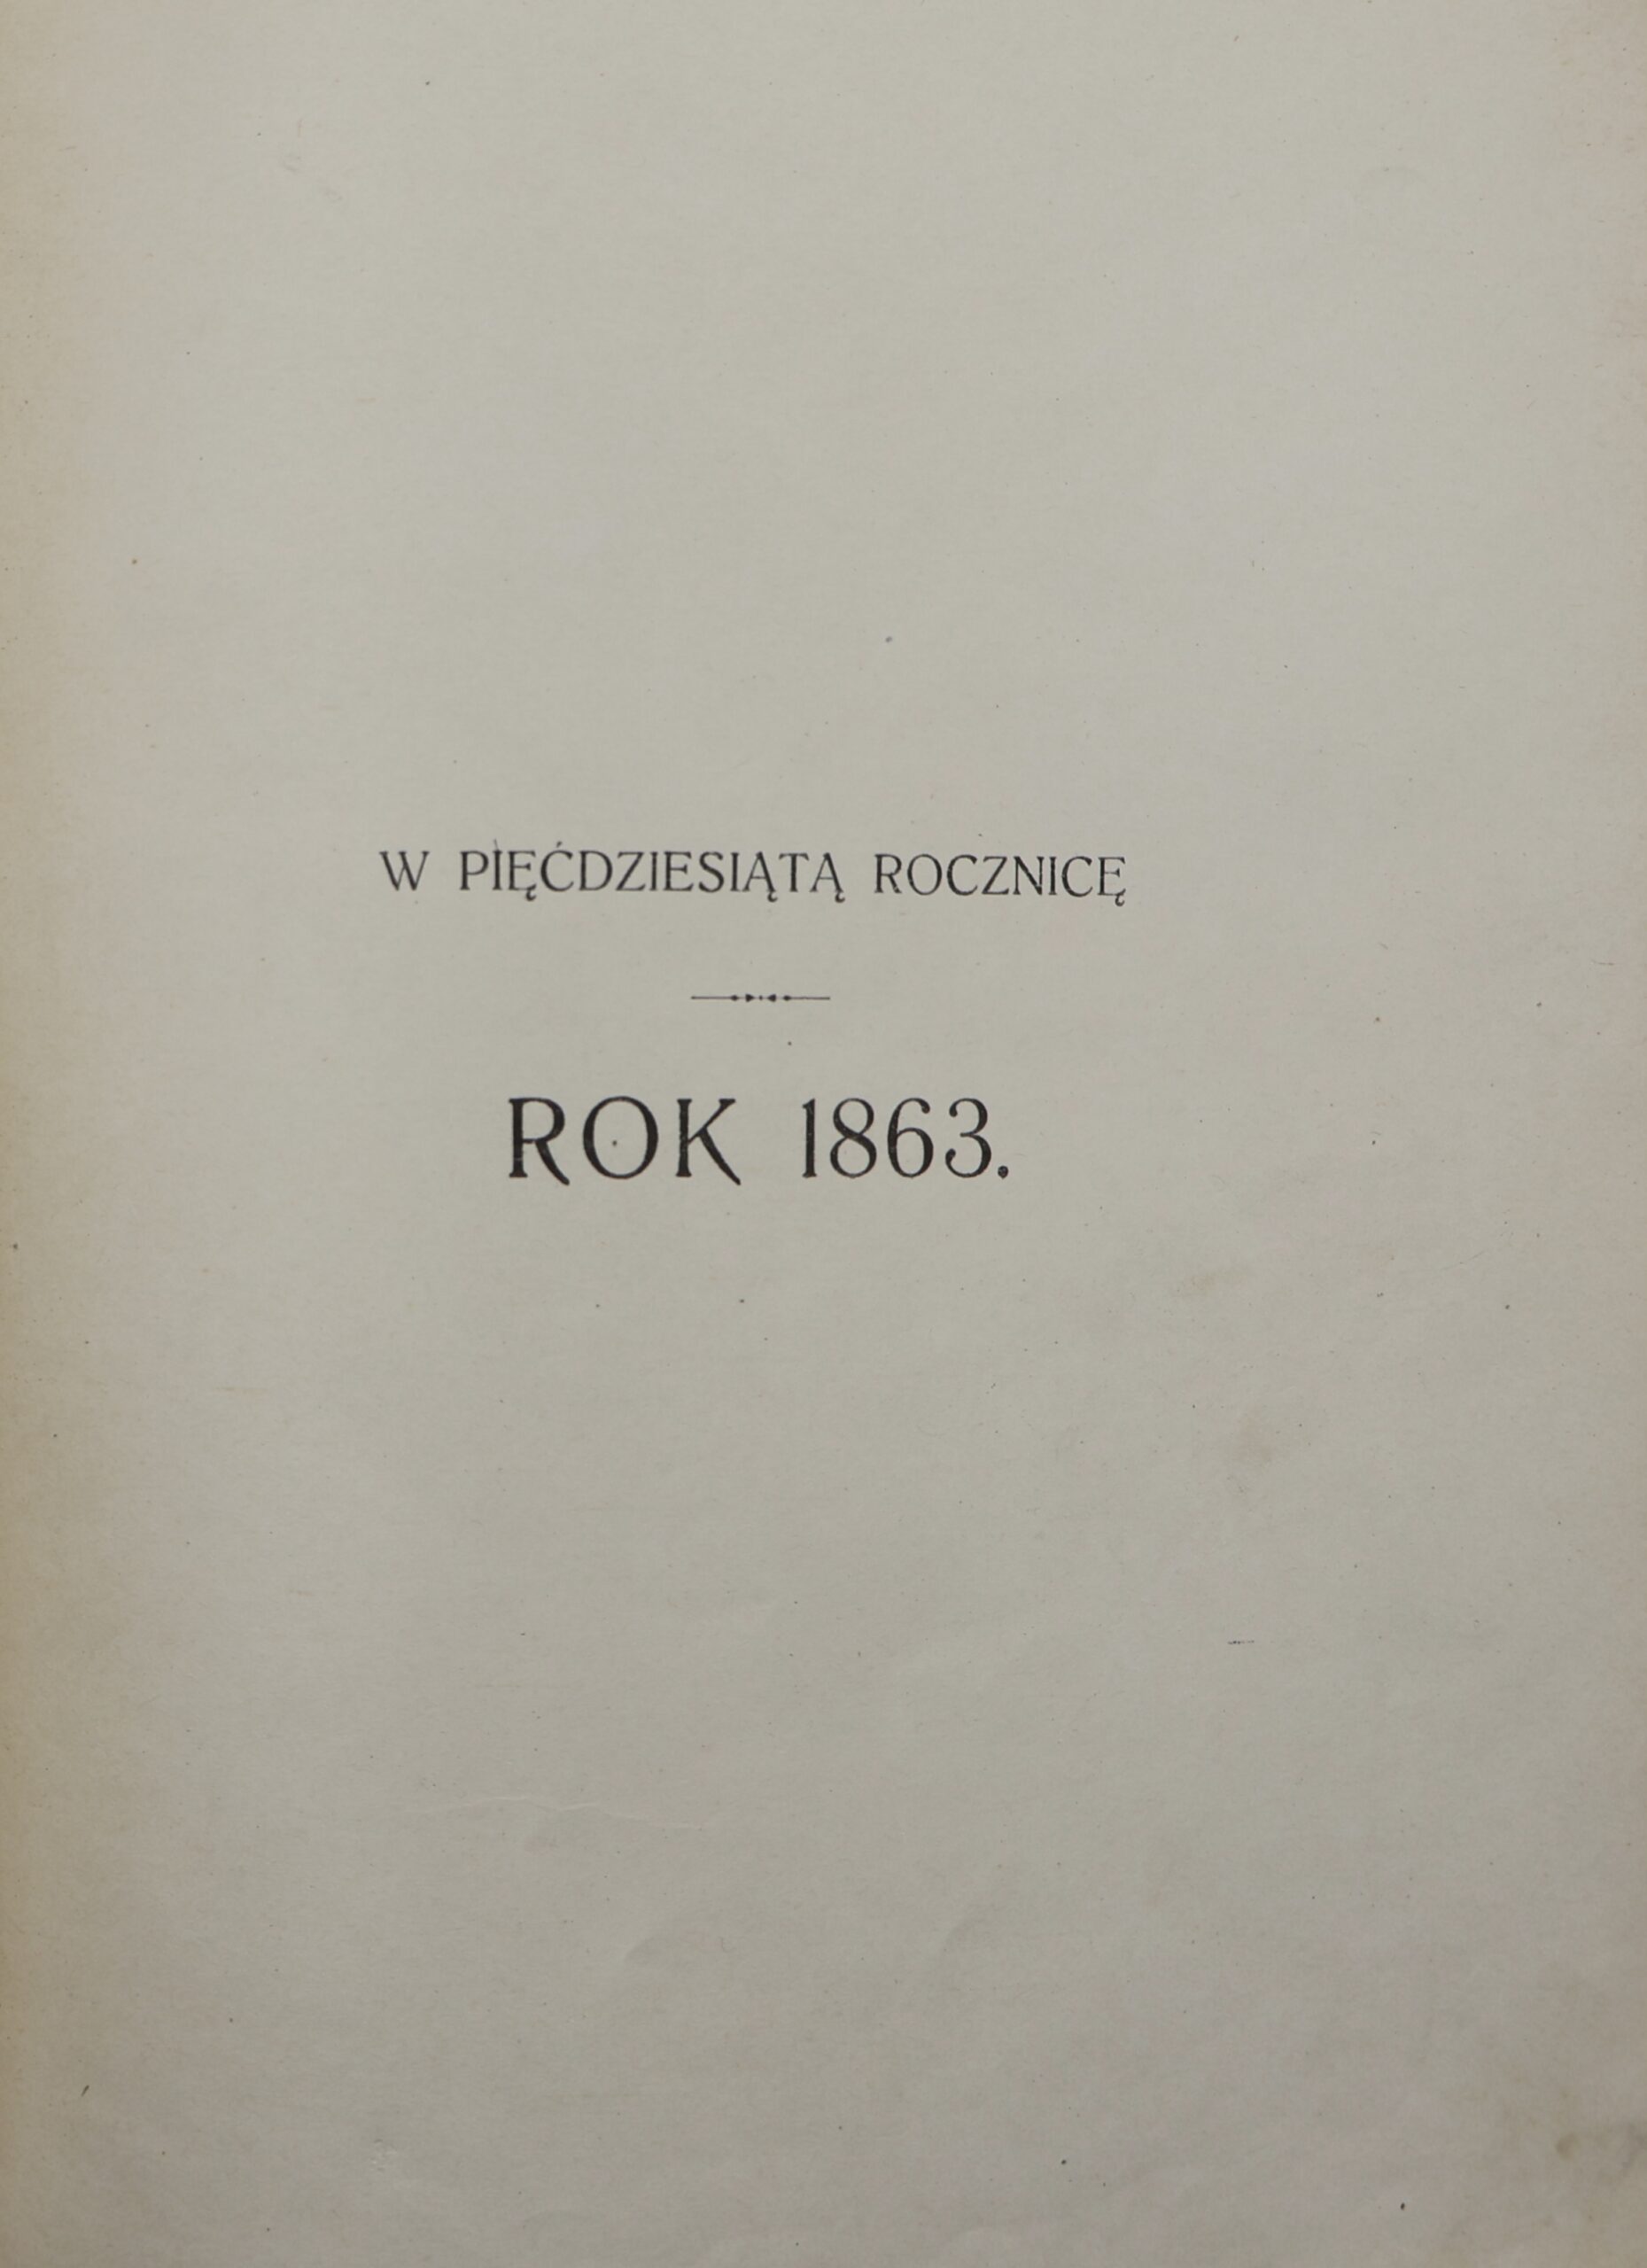 W PIĘĆDZIESIĄTĄ ROCZNICĘ
ROK 1863.